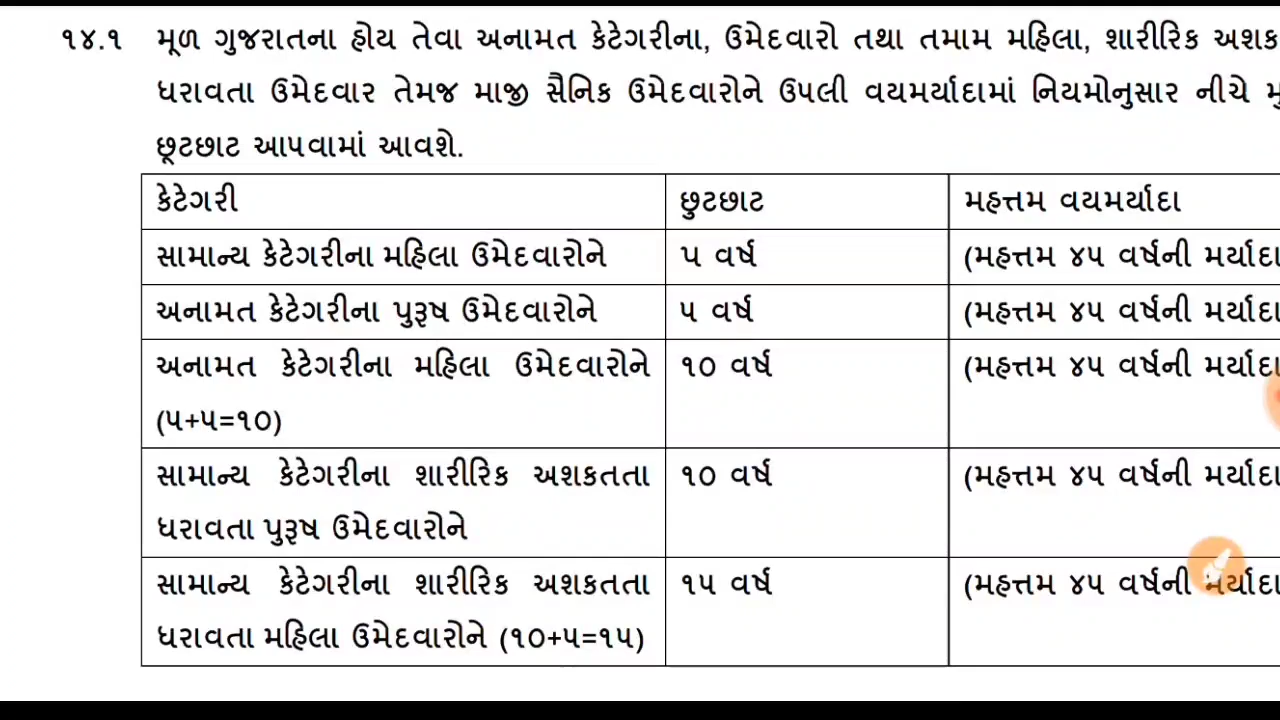 ૧૪.૧ મૂળ ગુજરાતના હોય તેવા અનામત કેટેગરીના, ઉમેદવારો તથા તમામ મહિલા, શારીરિક
ધરાવતા ઉમેદવાર તેમજ માજી સૈનિક ઉમેદવારોને ઉપલી વયમર્યાદામાં નિયમોનુસાર નીચે
છૂટછાટ આપવામાં આવશે.
કેટેગરી છુટછાટ મહત્તમ વયમર્યાદા
સામાન્ય કેટેગરીના મહિલા ઉમેદવારોને ૫ વર્ષ (મહત્તમ ૪૫ વર્ષની મર્યાદા
અનામત કેટેગરીના પુરૂષ ઉમેદવારોને ૫ વર્ષ (મહત્તમ ૪૫ વર્ષની મર્યાદા
અનામત કેટેગરીના મહિલા ઉમેદવારોને ૧૦ વર્ષ (મહત્તમ ૪૫ વર્ષની મર્યાદા
(૫+૫=૧૦)
સામાન્ય કેટેગરીના શારીરિક અશકતતા ૧૦ વર્ષ (મહત્તમ ૪૫ વર્ષની મર્યાદા
ધરાવતા પુરૂષ ઉમેદવારોને
સામાન્ય કેટેગરીના શારીરિક અશકતતા ૧૫ વર્ષ (મહત્તમ ૪૫ વર્ષની મર્યાદા
ધરાવતા મહિલા ઉમેદવારોને (૧૦+૫=૧૫)